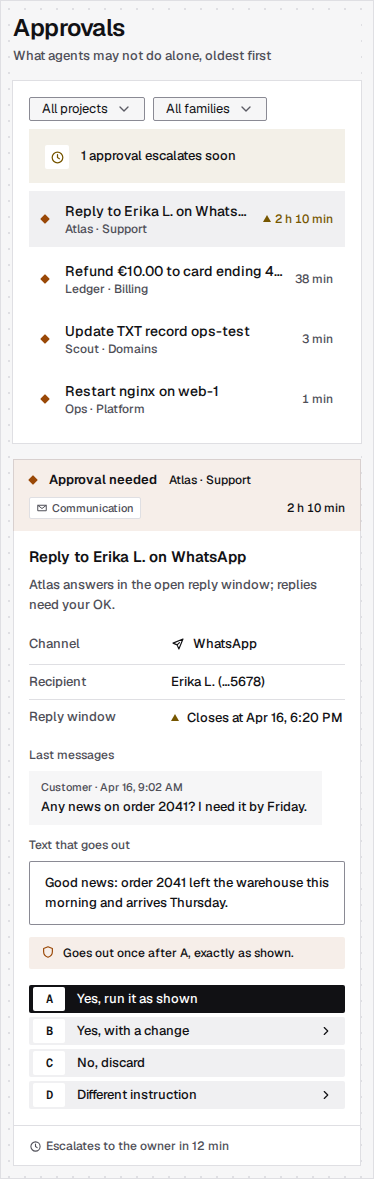 Approvals
What agents may not do alone, oldest first
All projects
All families
1 approval escalates soon
Reply to Erika L. on Whats...
2 h 10 min
Atlas · Support
Refund €10.00 to card ending 4...
38 min
Ledger · Billing
Update TXT record ops-test
3 min
Scout · Domains
Restart nginx on web-1
1 min
Ops · Platform
Approval needed
Atlas · Support
Communication
2 h 10 min
Reply to Erika L. on WhatsApp
Atlas answers in the open reply window; replies
need your OK.
Channel
WhatsApp
Recipient
Erika L. (...5678)
Reply window
Closes at Apr 16, 6:20 PM
Last messages
Customer · Apr 16, 9:02 AM
Any news on order 2041? I need it by Friday.
Text that goes out
Good news: order 2041 left the warehouse this
morning and arrives Thursday.
Goes out once after A, exactly as shown.
A Yes, run it as shown
B Yes, with a change
C No, discard
D Different instruction
Escalates to the owner in 12 min